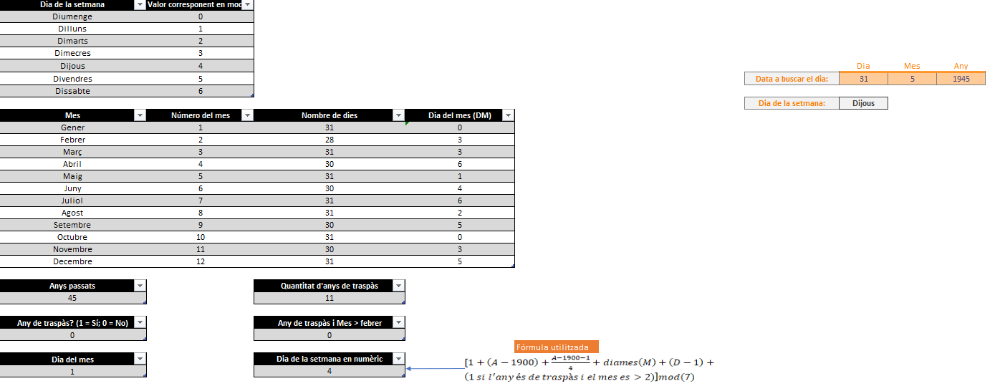 Dia de la setmana Valor corresponent en mod
Diumenge 0
Dilluns 1
Dimarts 2
Dimecres 3
Dijous 4
Divendres 5
Dissabte 6
Dia Mes Any
Data a buscar el dia: 31 5 1945
Dia de la setmana: Dijous
Mes Número del mes Nombre de dies Dia del mes (DM)
Gener 1 31 0
Febrer 2 28 3
Març 3 31 3
Abril 4 30 6
Maig 5 31 1
Juny 6 30 4
Juliol 7 31 6
Agost 8 31 2
Setembre 9 30 5
Octubre 10 31 0
Novembre 11 30 3
Decembre 12 31 5
Anys passats Quantitat d'anys de traspàs
45 11
Any de traspàs? (1 = Sí; 0 = No) Any de traspàs i Mes > febrer
0 0
Dia del mes Dia de la setmana en numèric
1 4
Fórmula utilitzada
[1 + (A − 1900) + (A−1900−1)/4 + diames(M) + (D − 1) +
(1 si l'any és de traspàs i el mes es > 2)]mod(7)